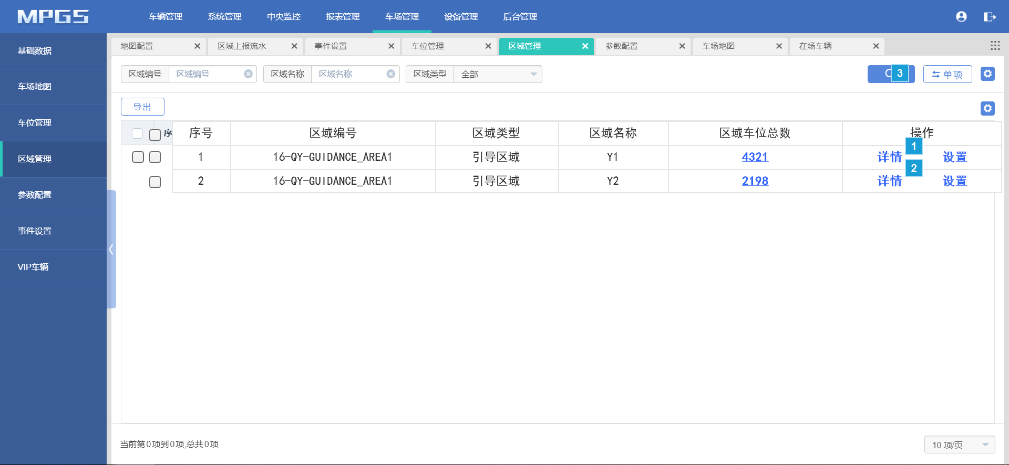 MPGS 车辆管理 系统管理 中央监控 报表管理 车场管理 设备管理 后台管理
基础数据
车场地图
车位管理
区域管理
参数配置
事件设置
VIP车辆
地图配置 区域上报流水 事件设置 车位管理 区域管理 参数配置 车场地图 在场车辆
区域编号 区域编号 区域名称 区域名称 区域类型 全部 3 单项
导出
序 序号 区域编号 区域类型 区域名称 区域车位总数 操作
1 16-QY-GUIDANCE_AREA1 引导区域 Y1 4321 详情 1 设置
2 16-QY-GUIDANCE_AREA1 引导区域 Y2 2198 详情 2 设置
当前第0项到0项,总共0项 10 项/页